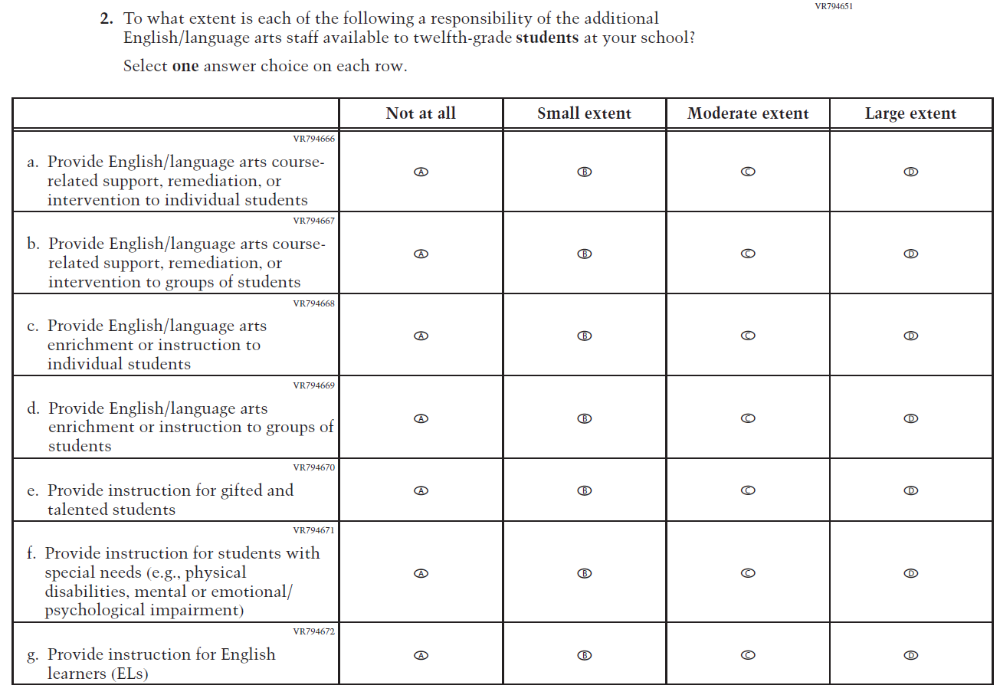 VR794651
2. To what extent is each of the following a responsibility of the additional
English/language arts staff available to twelfth-grade students at your school?
Select one answer choice on each row.
Not at all Small extent Moderate extent Large extent
VR794666
a. Provide English/language arts course-
related support, remediation, or
intervention to individual students
A B C D
VR794667
b. Provide English/language arts course-
related support, remediation, or
intervention to groups of students
A B C D
VR794668
c. Provide English/language arts
enrichment or instruction to
individual students
A B C D
VR794669
d. Provide English/language arts
enrichment or instruction to groups of
students
A B C D
VR794670
e. Provide instruction for gifted and
talented students
A B C D
VR794671
f. Provide instruction for students with
special needs (e.g., physical
disabilities, mental or emotional/
psychological impairment)
A B C D
VR794672
g. Provide instruction for English
learners (ELs)
A B C D